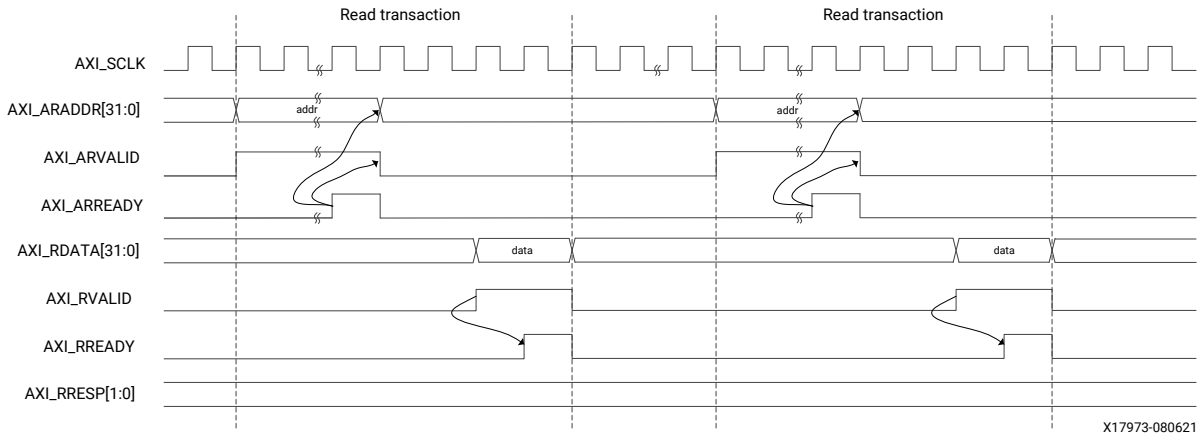 Read transaction Read transaction
AXI_SCLK
AXI_ARADDR[31:0] addr addr
AXI_ARVALID
AXI_ARREADY
AXI_RDATA[31:0] data data
AXI_RVALID
AXI_RREADY
AXI_RRESP[1:0]
X17973-080621